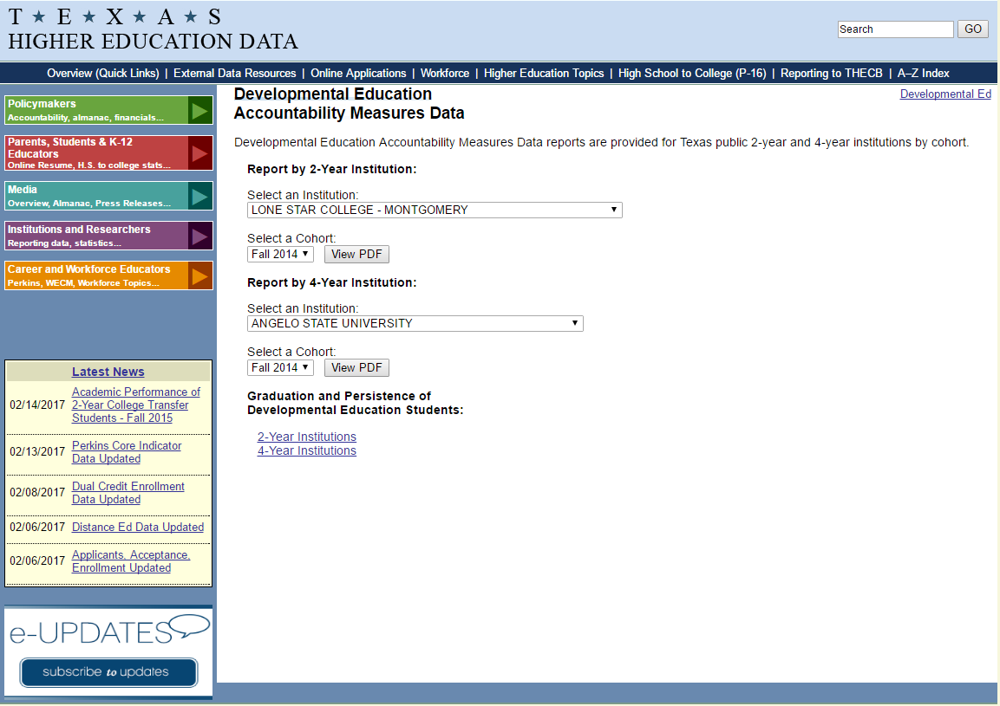 T ★ E ★ X ★ A ★ S
HIGHER EDUCATION DATA
Search
GO
Overview (Quick Links) | External Data Resources | Online Applications | Workforce | Higher Education Topics | High School to College (P-16) | Reporting to THECB | A–Z Index
Policymakers
Accountability, almanac, financials...
Parents, Students & K-12
Educators
Online Resume, H.S. to college stats...
Media
Overview, Almanac, Press Releases...
Institutions and Researchers
Reporting data, statistics...
Career and Workforce Educators
Perkins, WECM, Workforce Topics...
Latest News
02/14/2017
Academic Performance of
2-Year College Transfer
Students - Fall 2015
02/13/2017
Perkins Core Indicator
Data Updated
02/08/2017
Dual Credit Enrollment
Data Updated
02/06/2017
Distance Ed Data Updated
02/06/2017
Applicants, Acceptance,
Enrollment Updated
e-UPDATES
subscribe to updates
Developmental Education
Accountability Measures Data
Developmental Ed
Developmental Education Accountability Measures Data reports are provided for Texas public 2-year and 4-year institutions by cohort.
Report by 2-Year Institution:
Select an Institution:
LONE STAR COLLEGE - MONTGOMERY
Select a Cohort:
Fall 2014
View PDF
Report by 4-Year Institution:
Select an Institution:
ANGELO STATE UNIVERSITY
Select a Cohort:
Fall 2014
View PDF
Graduation and Persistence of
Developmental Education Students:
2-Year Institutions
4-Year Institutions